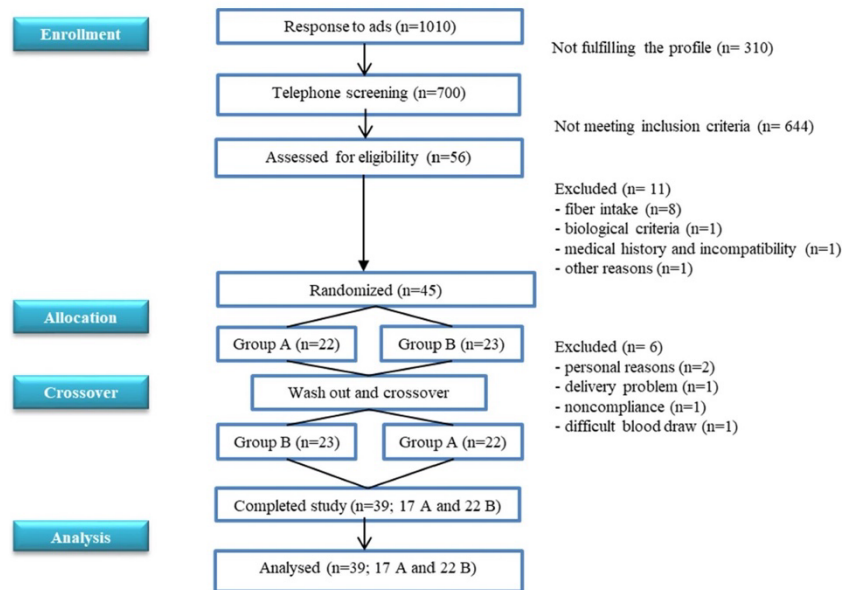 Enrollment
Response to ads (n=1010)
Not fulfilling the profile (n= 310)
Telephone screening (n=700)
Not meeting inclusion criteria (n= 644)
Assessed for eligibility (n=56)
Excluded (n= 11)
- fiber intake (n=8)
- biological criteria (n=1)
- medical history and incompatibility (n=1)
- other reasons (n=1)
Randomized (n=45)
Allocation
Group A (n=22)
Group B (n=23)
Excluded (n= 6)
- personal reasons (n=2)
- delivery problem (n=1)
- noncompliance (n=1)
- difficult blood draw (n=1)
Crossover
Wash out and crossover
Group B (n=23)
Group A (n=22)
Completed study (n=39; 17 A and 22 B)
Analysis
Analysed (n=39; 17 A and 22 B)